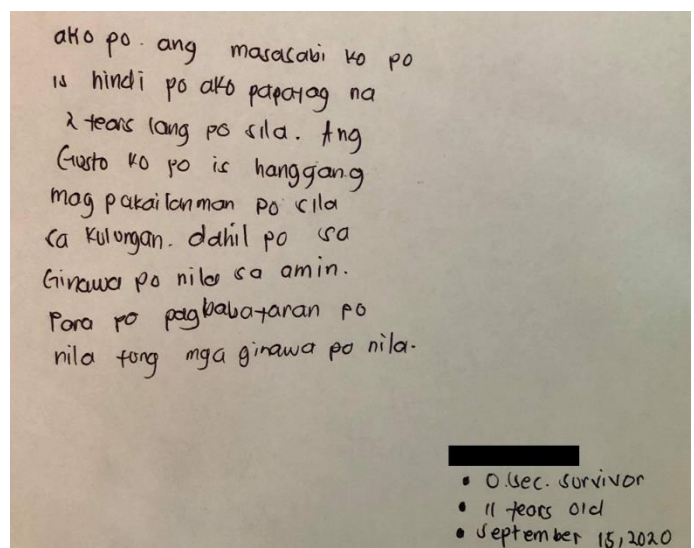 ako po. ang masasabi ko po
is hindi po ako papayag na
2 years lang po sila. Ang
Gusto ko po is hanggang
mag pakailanman po sila
sa kulungan. dahil po sa
Ginawa po nila sa amin.
Para po pagbabayaran po
nila tong mga ginawa po nila.
• O.sec. survivor
• 11 years old
• September 15, 2020